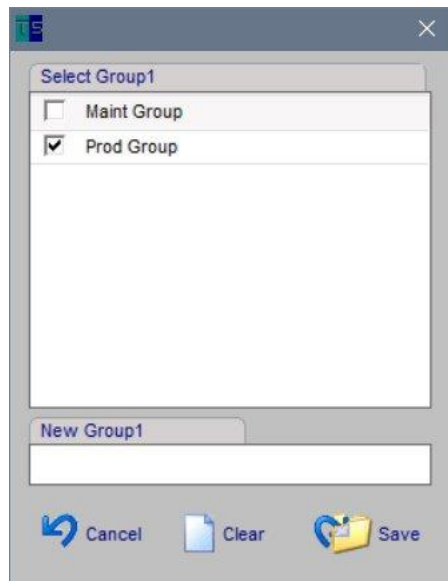 TS
Select Group1
Maint Group
Prod Group
New Group1
Cancel Clear Save